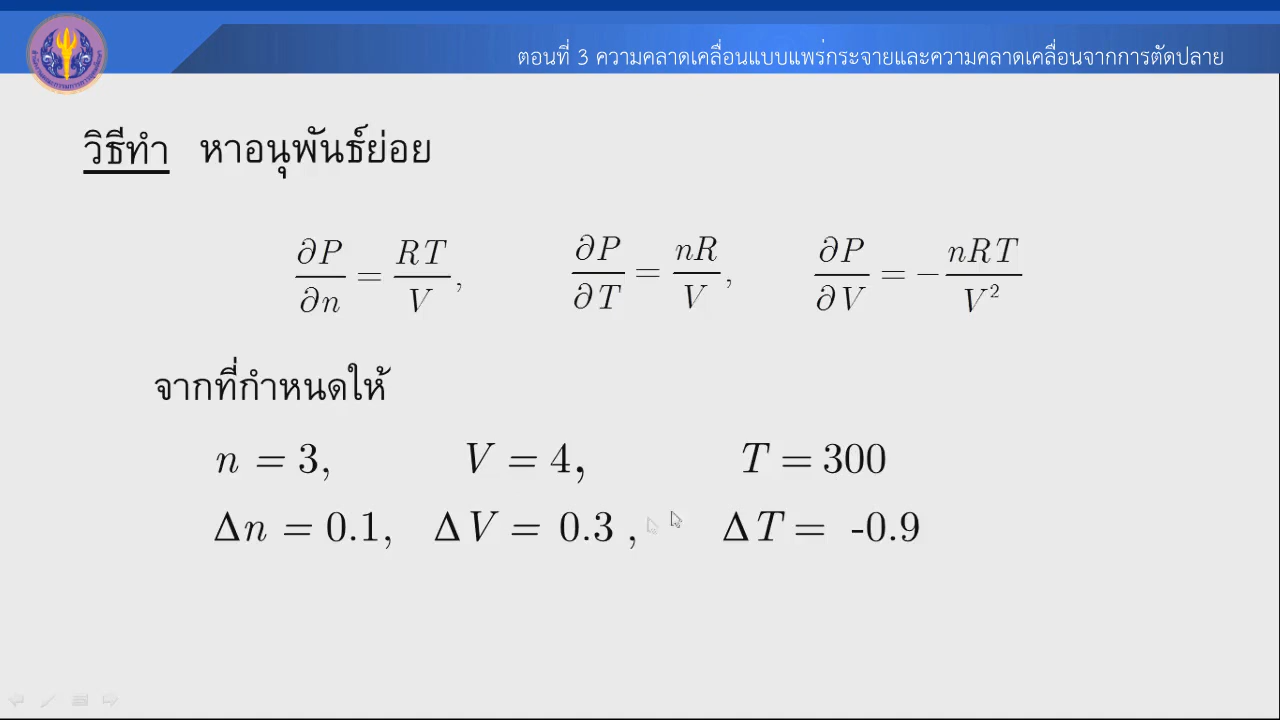 ตอนที่ 3 ความคลาดเคลื่อนแบบแพร่กระจายและความคลาดเคลื่อนจากการตัดปลาย
วิธีทำ หาอนุพันธ์ย่อย
∂P/∂n = RT/V, ∂P/∂T = nR/V, ∂P/∂V = −nRT/V²
จากที่กำหนดให้
n = 3, V = 4, T = 300
Δn = 0.1, ΔV = 0.3 , ΔT = -0.9